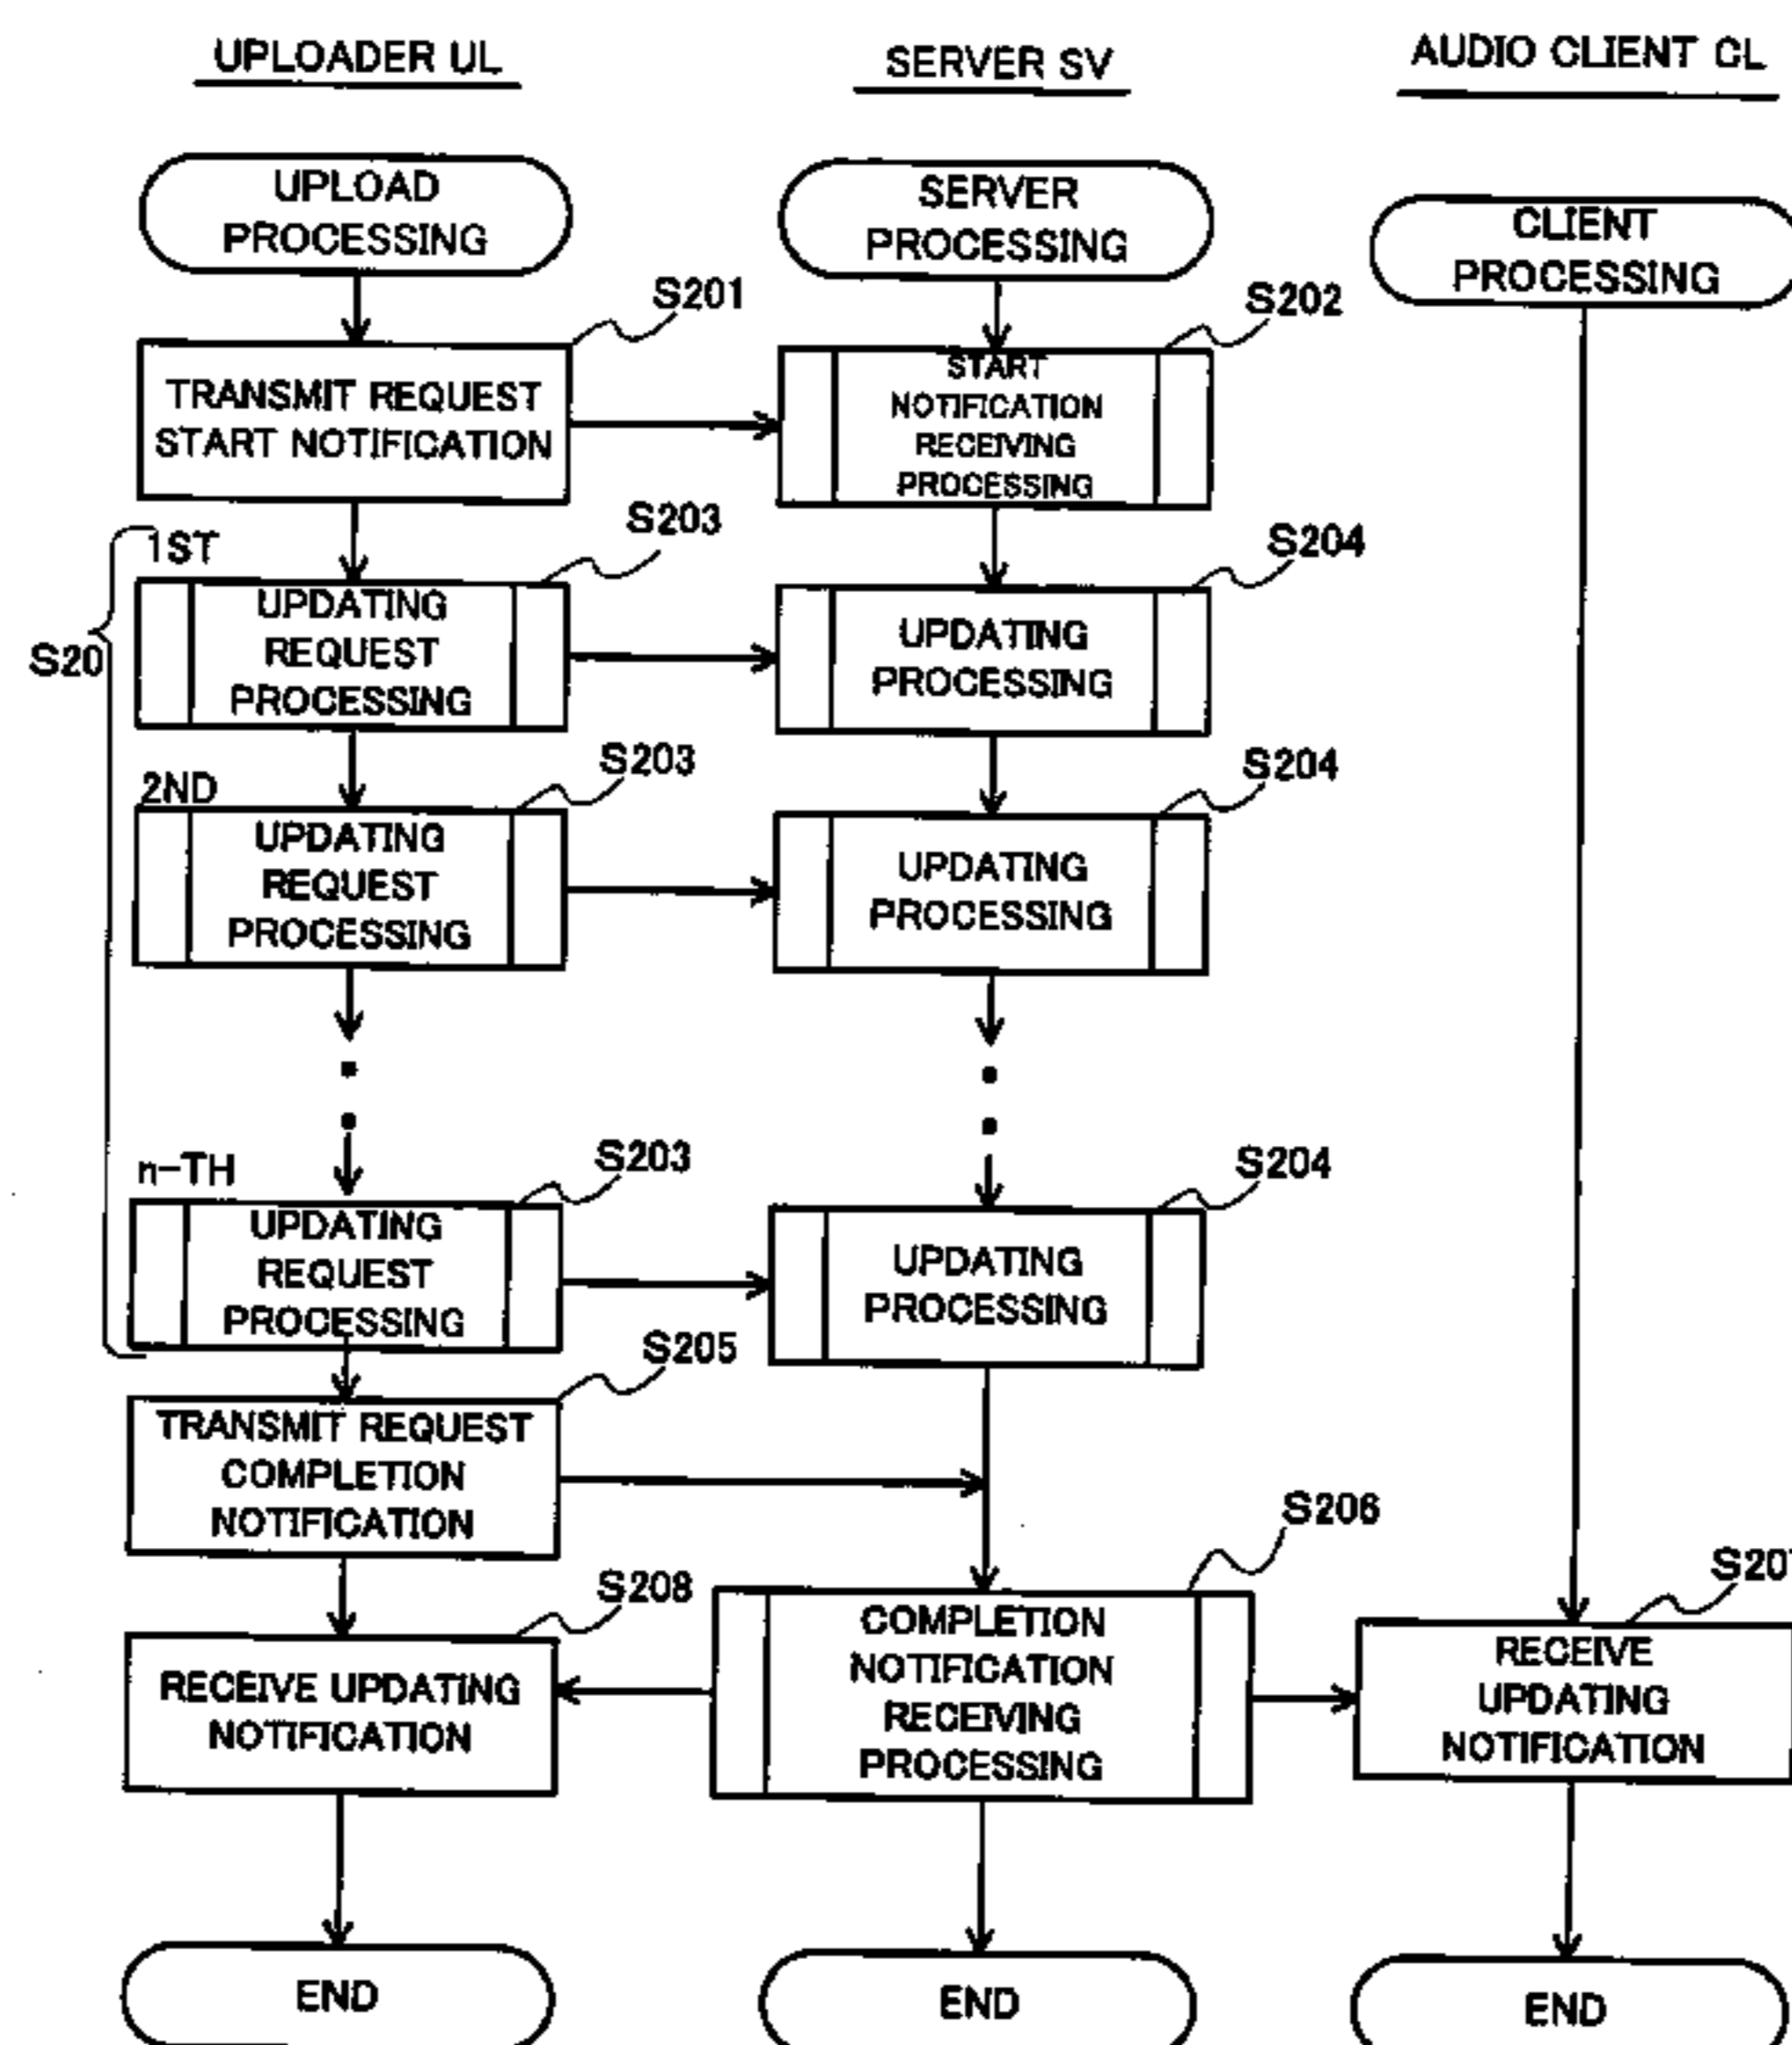 UPLOADER UL
SERVER SV
AUDIO CLIENT CL
UPLOAD
PROCESSING
SERVER
PROCESSING
CLIENT
PROCESSING
S201
S202
TRANSMIT REQUEST
START NOTIFICATION
START
NOTIFICATION
RECEIVING
PROCESSING
1ST
S203
S204
S20
UPDATING
REQUEST
PROCESSING
UPDATING
PROCESSING
2ND
S203
S204
UPDATING
REQUEST
PROCESSING
UPDATING
PROCESSING
n-TH
S203
S204
UPDATING
REQUEST
PROCESSING
UPDATING
PROCESSING
S205
TRANSMIT REQUEST
COMPLETION
NOTIFICATION
S206
S208
S207
RECEIVE UPDATING
NOTIFICATION
COMPLETION
NOTIFICATION
RECEIVING
PROCESSING
RECEIVE
UPDATING
NOTIFICATION
END
END
END